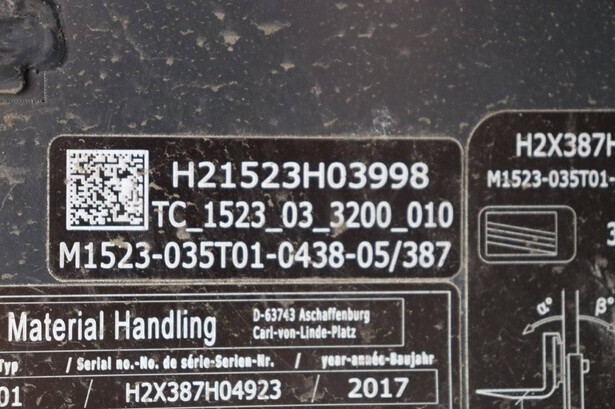 H21523H03998
TC_1523_03_3200_010
M1523-035T01-0438-05/387
H2X387H
M1523-035T01-
3
α°
β
Material Handling
D-63743 Aschaffenburg
Carl-von-Linde-Platz
Typ / Serial no.-No. de série-Serien-Nr. / year-année-Baujahr
01 / H2X387H04923 / 2017